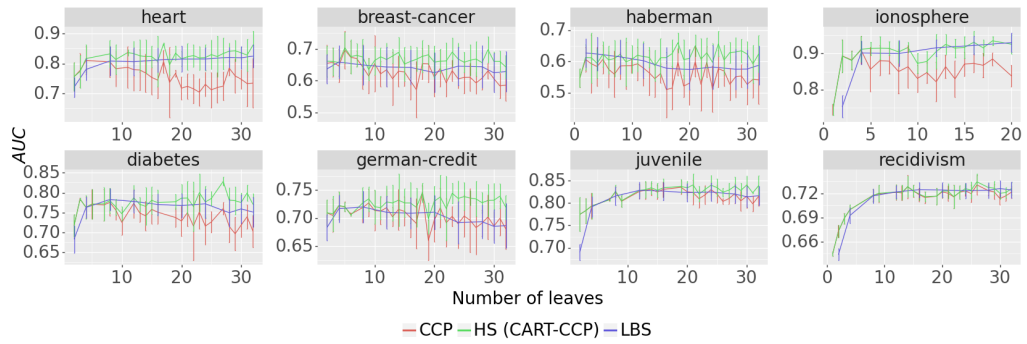 heart
breast-cancer
haberman
ionosphere
0.9
0.8
0.7
10 20 30
0.7
0.6
0.5
10 20 30
0.7
0.6
0.5
0 10 20 30
0.9
0.8
0 5 10 15 20
AUC
diabetes
german-credit
juvenile
recidivism
0.85
0.80
0.75
0.70
0.65
10 20 30
0.75
0.70
0.65
10 20 30
0.85
0.80
0.75
0.70
10 20 30
0.72
0.69
0.66
0 10 20 30
Number of leaves
CCP HS (CART-CCP) LBS